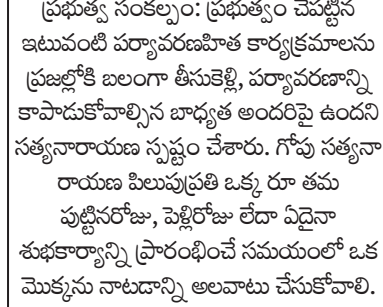 ప్రభుత్వ సంకల్పం: ప్రభుత్వం చేపట్టిన
ఇటువంటి పర్యావరణహిత కార్యక్రమాలను
ప్రజల్లోకి బలంగా తీసుకెళ్లి, పర్యావరణాన్ని
కాపాడుకోవాల్సిన బాధ్యత అందరిపై ఉందని
సత్యనారాయణ స్పష్టం చేశారు. గోపు సత్యనా
రాయణ పిలుపుప్రతి ఒక్క రూ తమ
పుట్టినరోజు, పెళ్లిరోజు లేదా ఏదైనా
శుభకార్యాన్ని ప్రారంభించే సమయంలో ఒక
మొక్కను నాటడాన్ని అలవాటు చేసుకోవాలి.